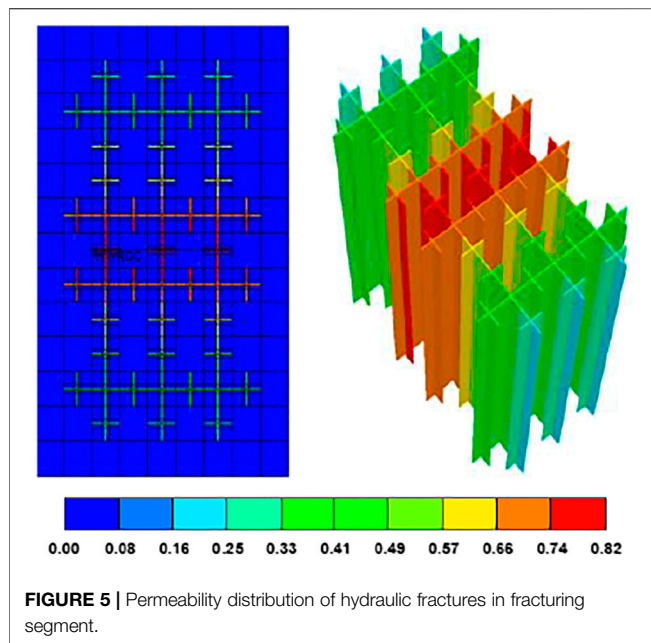 0.00 0.08 0.16 0.25 0.33 0.41 0.49 0.57 0.66 0.74 0.82
FIGURE 5 | Permeability distribution of hydraulic fractures in fracturing
segment.